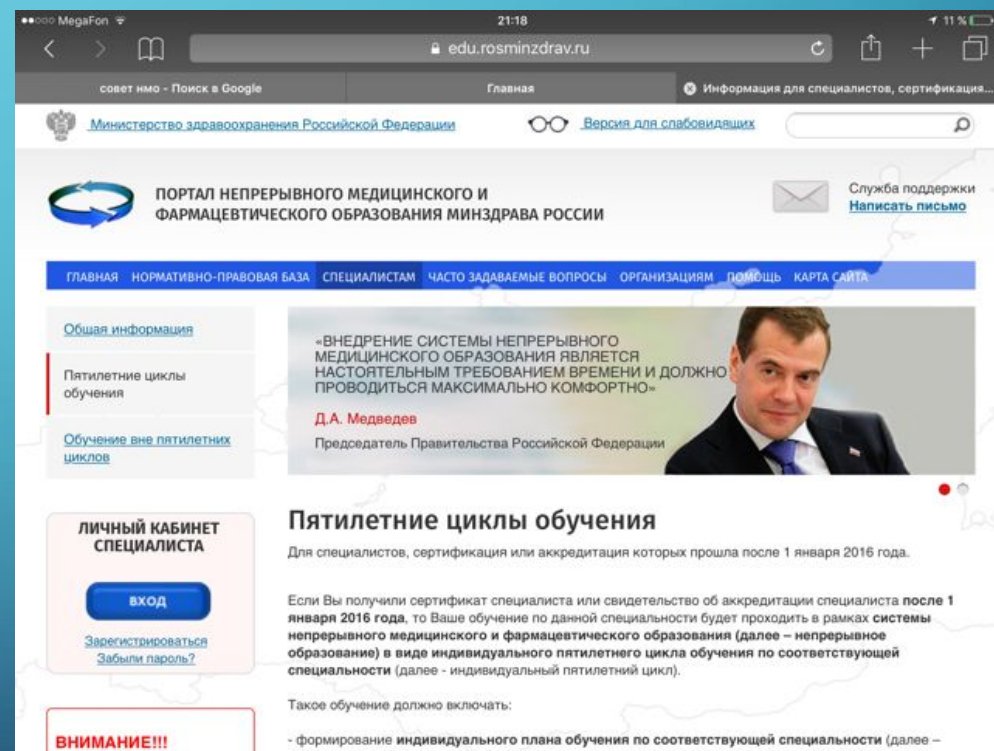 MegaFon
21:18
11 %
edu.rosminzdrav.ru
совет нмо - Поиск в Google
Главная
Информация для специалистов, сертификация...
Министерство здравоохранения Российской Федерации
Версия для слабовидящих
ПОРТАЛ НЕПРЕРЫВНОГО МЕДИЦИНСКОГО И
ФАРМАЦЕВТИЧЕСКОГО ОБРАЗОВАНИЯ МИНЗДРАВА РОССИИ
Служба поддержки
Написать письмо
ГЛАВНАЯ НОРМАТИВНО-ПРАВОВАЯ БАЗА СПЕЦИАЛИСТАМ ЧАСТО ЗАДАВАЕМЫЕ ВОПРОСЫ ОРГАНИЗАЦИЯМ ПОМОЩЬ КАРТА САЙТА
Общая информация
Пятилетние циклы
обучения
Обучение вне пятилетних
циклов
«ВНЕДРЕНИЕ СИСТЕМЫ НЕПРЕРЫВНОГО
МЕДИЦИНСКОГО ОБРАЗОВАНИЯ ЯВЛЯЕТСЯ
НАСТОЯТЕЛЬНЫМ ТРЕБОВАНИЕМ ВРЕМЕНИ И ДОЛЖНО
ПРОВОДИТЬСЯ МАКСИМАЛЬНО КОМФОРТНО»
Д.А. Медведев
Председатель Правительства Российской Федерации
ЛИЧНЫЙ КАБИНЕТ
СПЕЦИАЛИСТА
ВХОД
Зарегистрироваться
Забыли пароль?
ВНИМАНИЕ!!!
Пятилетние циклы обучения
Для специалистов, сертификация или аккредитация которых прошла после 1 января 2016 года.
Если Вы получили сертификат специалиста или свидетельство об аккредитации специалиста после 1
января 2016 года, то Ваше обучение по данной специальности будет проходить в рамках системы
непрерывного медицинского и фармацевтического образования (далее – непрерывное
образование) в виде индивидуального пятилетнего цикла обучения по соответствующей
специальности (далее - индивидуальный пятилетний цикл).
Такое обучение должно включать:
- формирование индивидуального плана обучения по соответствующей специальности (далее –